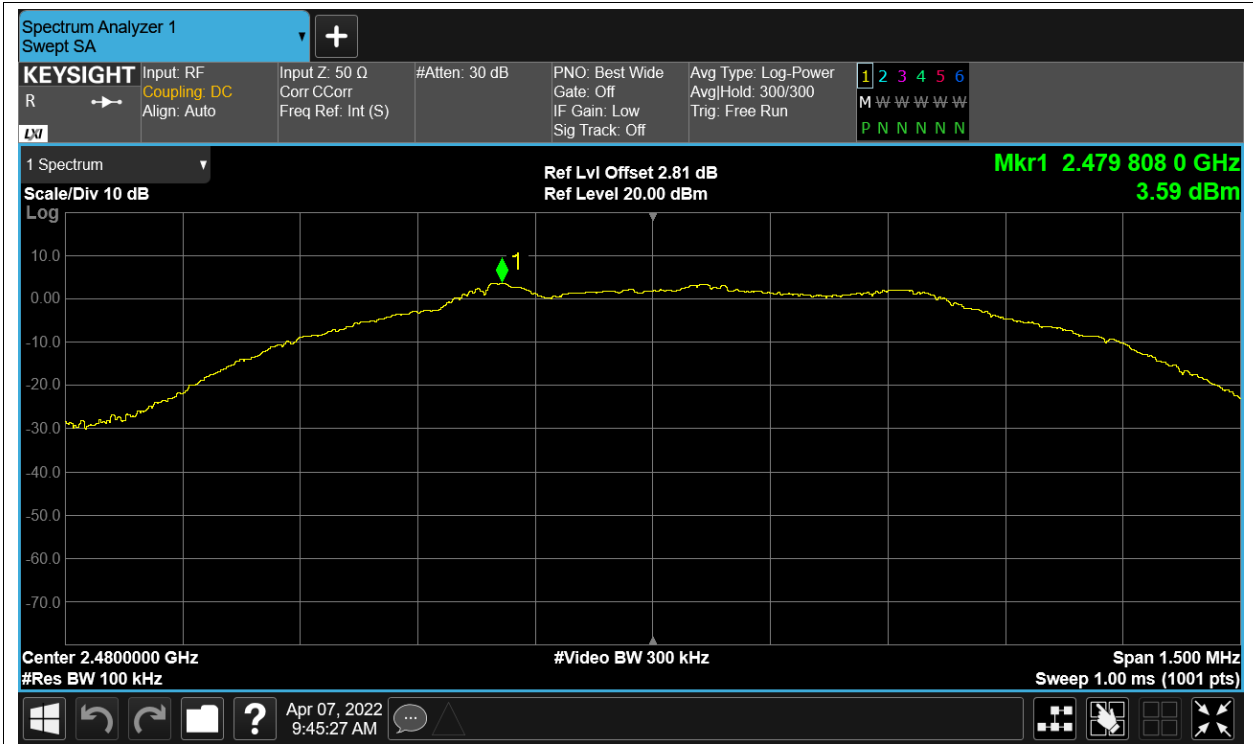 Spectrum Analyzer 1
Swept SA
KEYSIGHT
R
LXI
Input: RF
Coupling: DC
Align: Auto
Input Z: 50 Ω
Corr CCorr
Freq Ref: Int (S)
#Atten: 30 dB
PNO: Best Wide
Gate: Off
IF Gain: Low
Sig Track: Off
Avg Type: Log-Power
Avg|Hold: 300/300
Trig: Free Run
1 2 3 4 5 6
M W W W W W
P N N N N N
1 Spectrum
Scale/Div 10 dB
Log
Ref Lvl Offset 2.81 dB
Ref Level 20.00 dBm
Mkr1 2.479 808 0 GHz
3.59 dBm
1
10.0
0.00
-10.0
-20.0
-30.0
-40.0
-50.0
-60.0
-70.0
Center 2.4800000 GHz
#Video BW 300 kHz
Span 1.500 MHz
#Res BW 100 kHz
Sweep 1.00 ms (1001 pts)
?
Apr 07, 2022
9:45:27 AM